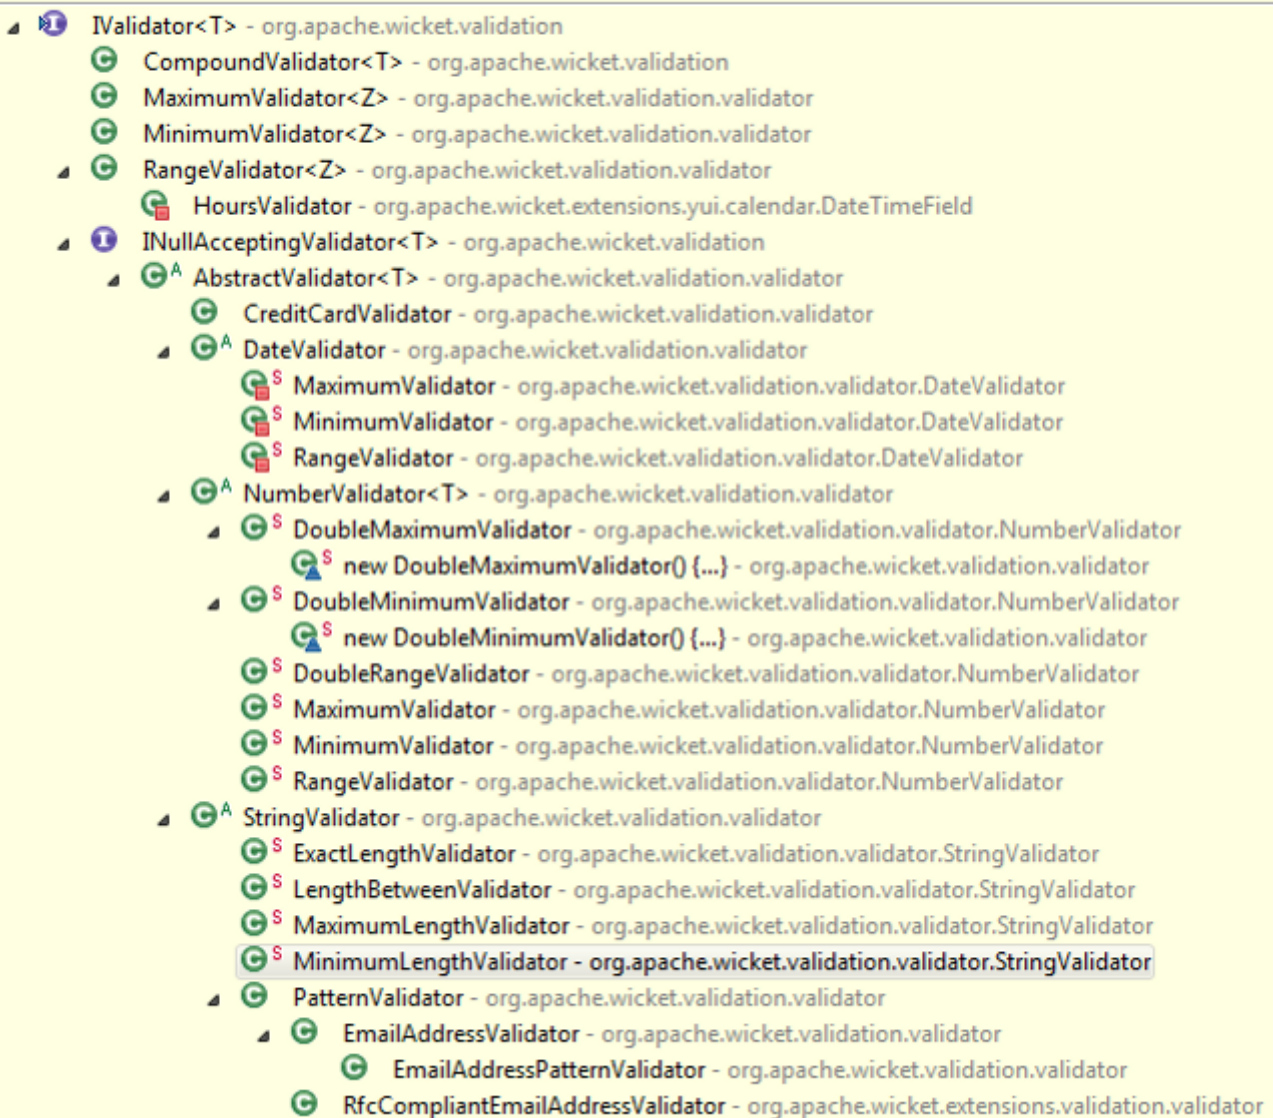 IValidator<T> - org.apache.wicket.validation
CompoundValidator<T> - org.apache.wicket.validation
MaximumValidator<Z> - org.apache.wicket.validation.validator
MinimumValidator<Z> - org.apache.wicket.validation.validator
RangeValidator<Z> - org.apache.wicket.validation.validator
HoursValidator - org.apache.wicket.extensions.yui.calendar.DateTimeField
INullAcceptingValidator<T> - org.apache.wicket.validation
A AbstractValidator<T> - org.apache.wicket.validation.validator
CreditCardValidator - org.apache.wicket.validation.validator
A DateValidator - org.apache.wicket.validation.validator
S MaximumValidator - org.apache.wicket.validation.validator.DateValidator
S MinimumValidator - org.apache.wicket.validation.validator.DateValidator
S RangeValidator - org.apache.wicket.validation.validator.DateValidator
A NumberValidator<T> - org.apache.wicket.validation.validator
S DoubleMaximumValidator - org.apache.wicket.validation.validator.NumberValidator
S new DoubleMaximumValidator() {...} - org.apache.wicket.validation.validator
S DoubleMinimumValidator - org.apache.wicket.validation.validator.NumberValidator
S new DoubleMinimumValidator() {...} - org.apache.wicket.validation.validator
S DoubleRangeValidator - org.apache.wicket.validation.validator.NumberValidator
S MaximumValidator - org.apache.wicket.validation.validator.NumberValidator
S MinimumValidator - org.apache.wicket.validation.validator.NumberValidator
S RangeValidator - org.apache.wicket.validation.validator.NumberValidator
A StringValidator - org.apache.wicket.validation.validator
S ExactLengthValidator - org.apache.wicket.validation.validator.StringValidator
S LengthBetweenValidator - org.apache.wicket.validation.validator.StringValidator
S MaximumLengthValidator - org.apache.wicket.validation.validator.StringValidator
S MinimumLengthValidator - org.apache.wicket.validation.validator.StringValidator
PatternValidator - org.apache.wicket.validation.validator
EmailAddressValidator - org.apache.wicket.validation.validator
EmailAddressPatternValidator - org.apache.wicket.validation.validator
RfcCompliantEmailAddressValidator - org.apache.wicket.extensions.validation.validator